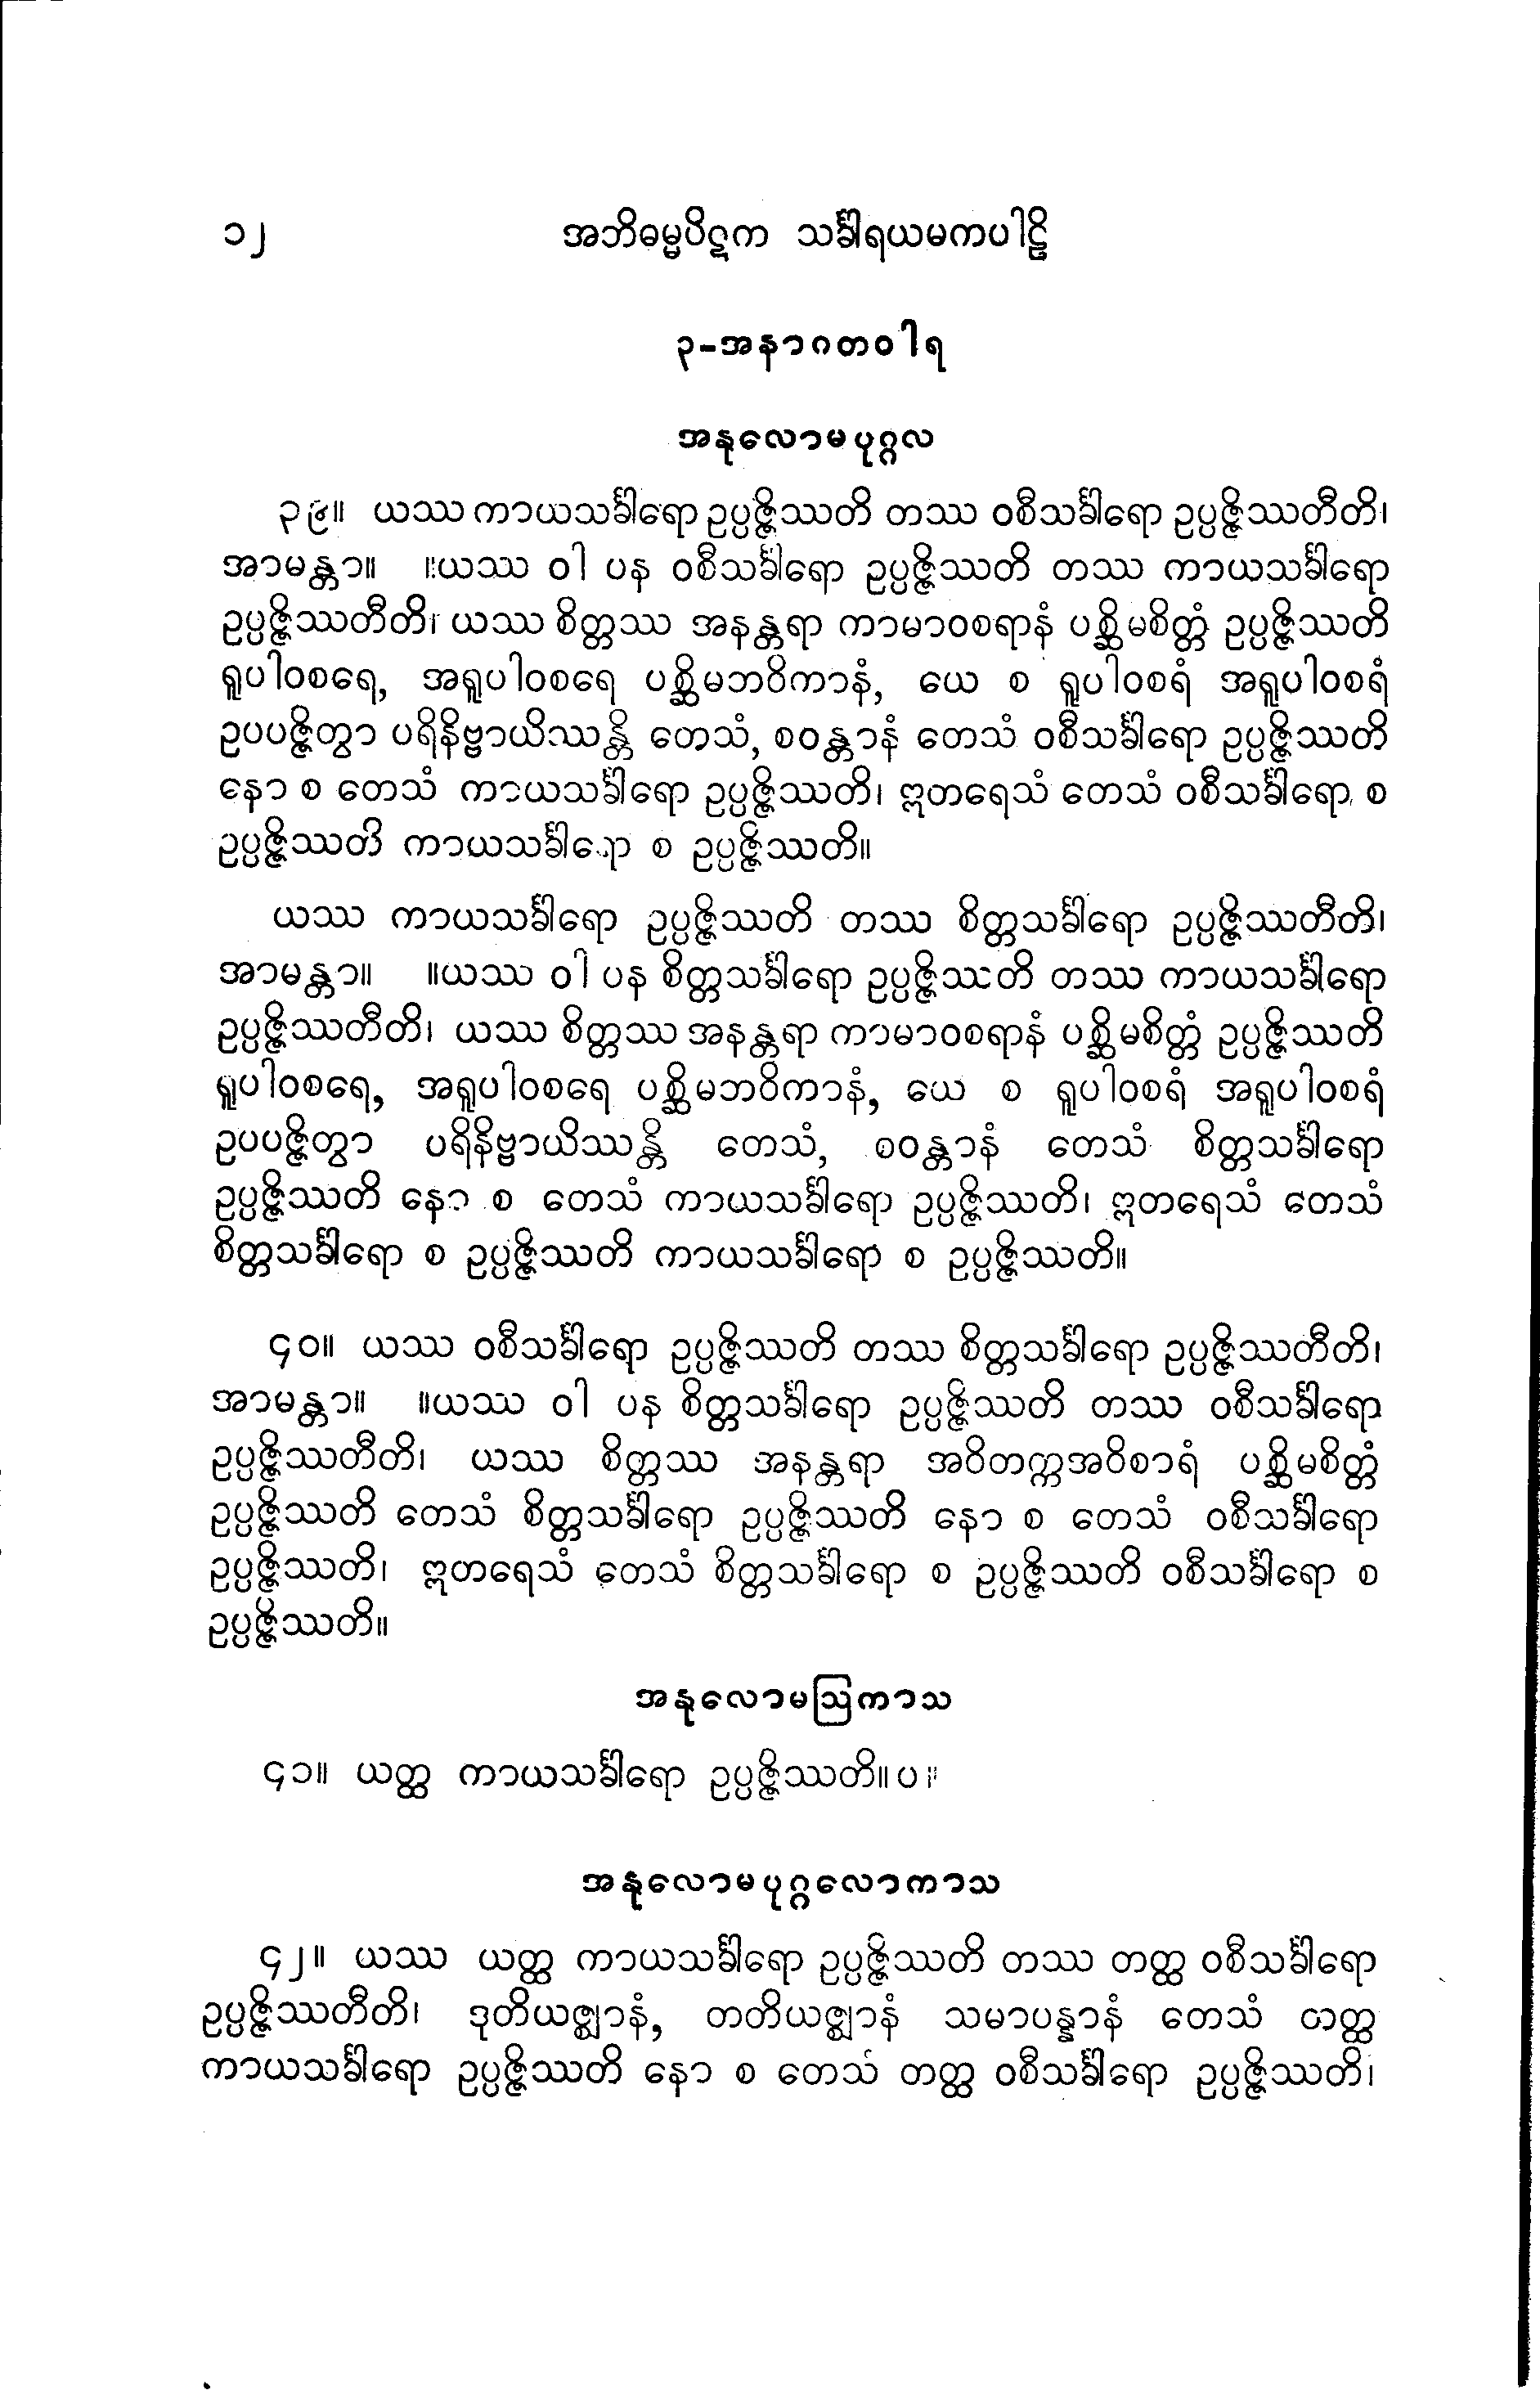 ၁၂ အဘိဓမ္မပိဋက သင်္ခါရယမကပါဠိ
၃-အနာဂတဝါရ
အနုလောမပုဂ္ဂလ
၃၉။ ယဿ ကာယသင်္ခါရော ဥပ္ပဇ္ဇိဿတိ တဿ ဝစီသင်္ခါရော ဥပ္ပဇ္ဇိဿတီတိ၊
အာမန္တာ။ ။ယဿ ဝါ ပန ဝစီသင်္ခါရော ဥပ္ပဇ္ဇိဿတိ တဿ ကာယသင်္ခါရော
ဥပ္ပဇ္ဇိဿတီတိ၊ ယဿ စိတ္တဿ အနန္တရာ ကာမာဝစရာနံ ပစ္ဆိမစိတ္တံ ဥပ္ပဇ္ဇိဿတိ
ရူပါဝစရေ, အရူပါဝစရေ ပစ္ဆိမဘဝိကာနံ, ယေ စ ရူပါဝစရံ အရူပါဝစရံ
ဥပပဇ္ဇိတွာ ပရိနိဗ္ဗာယိဿန္တိ တေသံ, စဝန္တာနံ တေသံ ဝစီသင်္ခါရော ဥပ္ပဇ္ဇိဿတိ
နော စ တေသံ ကာယသင်္ခါရော ဥပ္ပဇ္ဇိဿတိ၊ ဣတရေသံ တေသံ ဝစီသင်္ခါရော စ
ဥပ္ပဇ္ဇိဿတိ ကာယသင်္ခါရော စ ဥပ္ပဇ္ဇိဿတိ။
ယဿ ကာယသင်္ခါရော ဥပ္ပဇ္ဇိဿတိ တဿ စိတ္တသင်္ခါရော ဥပ္ပဇ္ဇိဿတီတိ၊
အာမန္တာ။ ။ယဿ ဝါ ပန စိတ္တသင်္ခါရော ဥပ္ပဇ္ဇိဿတိ တဿ ကာယသင်္ခါရော
ဥပ္ပဇ္ဇိဿတီတိ၊ ယဿ စိတ္တဿ အနန္တရာ ကာမာဝစရာနံ ပစ္ဆိမစိတ္တံ ဥပ္ပဇ္ဇိဿတိ
ရူပါဝစရေ, အရူပါဝစရေ ပစ္ဆိမဘဝိကာနံ, ယေ စ ရူပါဝစရံ အရူပါဝစရံ
ဥပပဇ္ဇိတွာ ပရိနိဗ္ဗာယိဿန္တိ တေသံ, စဝန္တာနံ တေသံ စိတ္တသင်္ခါရော
ဥပ္ပဇ္ဇိဿတိ နော စ တေသံ ကာယသင်္ခါရော ဥပ္ပဇ္ဇိဿတိ၊ ဣတရေသံ တေသံ
စိတ္တသင်္ခါရော စ ဥပ္ပဇ္ဇိဿတိ ကာယသင်္ခါရော စ ဥပ္ပဇ္ဇိဿတိ။
၄၀။ ယဿ ဝစီသင်္ခါရော ဥပ္ပဇ္ဇိဿတိ တဿ စိတ္တသင်္ခါရော ဥပ္ပဇ္ဇိဿတီတိ၊
အာမန္တာ။ ။ယဿ ဝါ ပန စိတ္တသင်္ခါရော ဥပ္ပဇ္ဇိဿတိ တဿ ဝစီသင်္ခါရော
ဥပ္ပဇ္ဇိဿတီတိ၊ ယဿ စိတ္တဿ အနန္တရာ အဝိတက္ကအဝိစာရံ ပစ္ဆိမစိတ္တံ
ဥပ္ပဇ္ဇိဿတိ တေသံ စိတ္တသင်္ခါရော ဥပ္ပဇ္ဇိဿတိ နော စ တေသံ ဝစီသင်္ခါရော
ဥပ္ပဇ္ဇိဿတိ၊ ဣတရေသံ တေသံ စိတ္တသင်္ခါရော စ ဥပ္ပဇ္ဇိဿတိ ဝစီသင်္ခါရော စ
ဥပ္ပဇ္ဇိဿတိ။
အနုလောမဩကာသ
၄၁။ ယတ္ထ ကာယသင်္ခါရော ဥပ္ပဇ္ဇိဿတိ။ပ။
အနုလောမပုဂ္ဂလောကာသ
၄၂။ ယဿ ယတ္ထ ကာယသင်္ခါရော ဥပ္ပဇ္ဇိဿတိ တဿ တတ္ထ ဝစီသင်္ခါရော
ဥပ္ပဇ္ဇိဿတီတိ၊ ဒုတိယဇ္ဈာနံ, တတိယဇ္ဈာနံ သမာပန္နာနံ တေသံ တတ္ထ
ကာယသင်္ခါရော ဥပ္ပဇ္ဇိဿတိ နော စ တေသံ တတ္ထ ဝစီသင်္ခါရော ဥပ္ပဇ္ဇိဿတိ၊